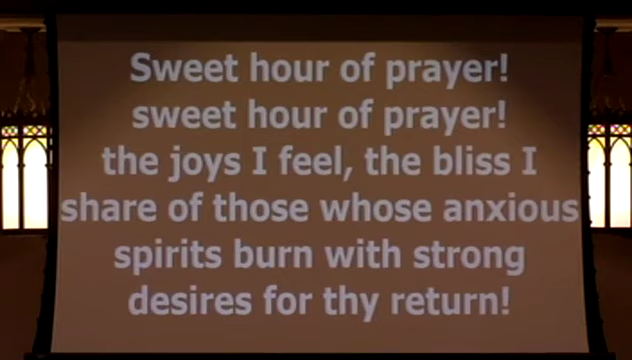 Sweet hour of prayer!
sweet hour of prayer!
the joys I feel, the bliss I
share of those whose anxious
spirits burn with strong
desires for thy return!